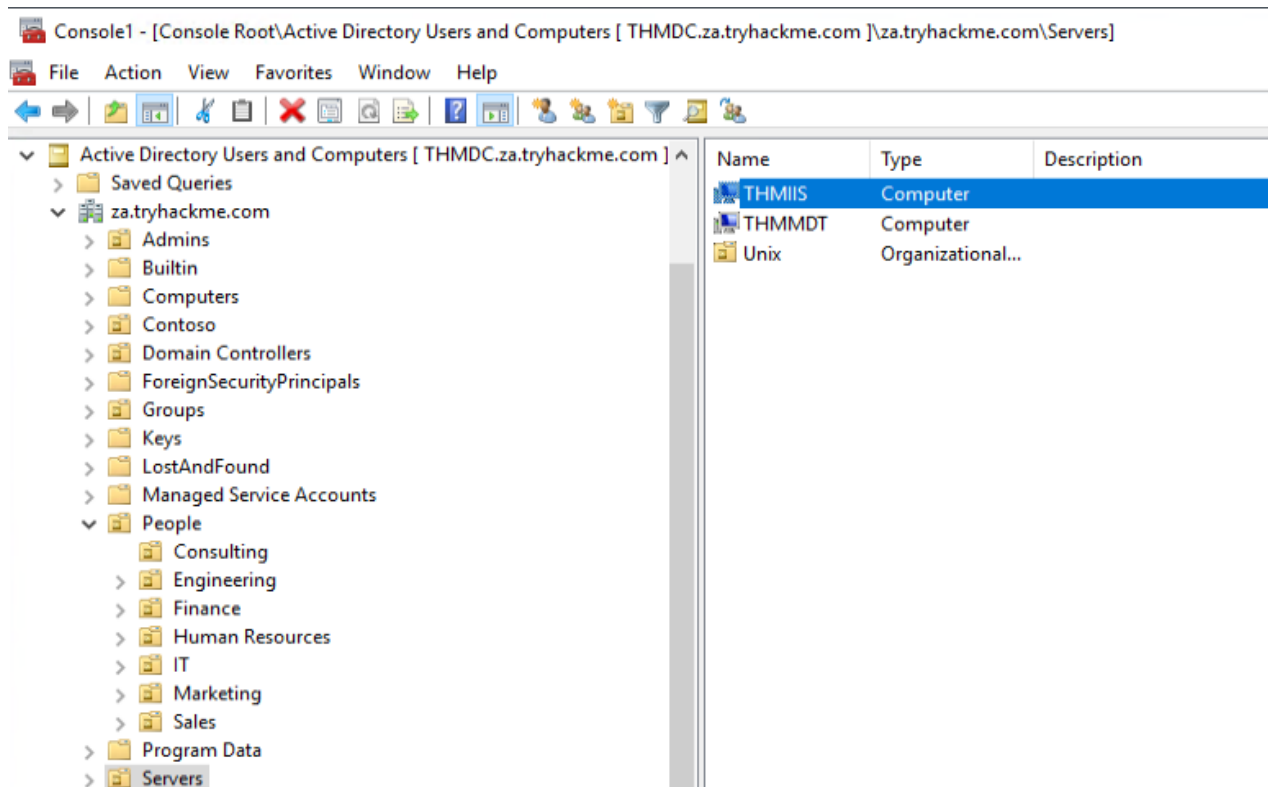 Console1 - [Console Root\Active Directory Users and Computers [ THMDC.za.tryhackme.com ]\za.tryhackme.com\Servers]
File Action View Favorites Window Help
Active Directory Users and Computers [ THMDC.za.tryhackme.com ]
Saved Queries
za.tryhackme.com
Admins
Builtin
Computers
Contoso
Domain Controllers
ForeignSecurityPrincipals
Groups
Keys
LostAndFound
Managed Service Accounts
People
Consulting
Engineering
Finance
Human Resources
IT
Marketing
Sales
Program Data
Servers
Name Type Description
THMIIS Computer
THMMDT Computer
Unix Organizational...